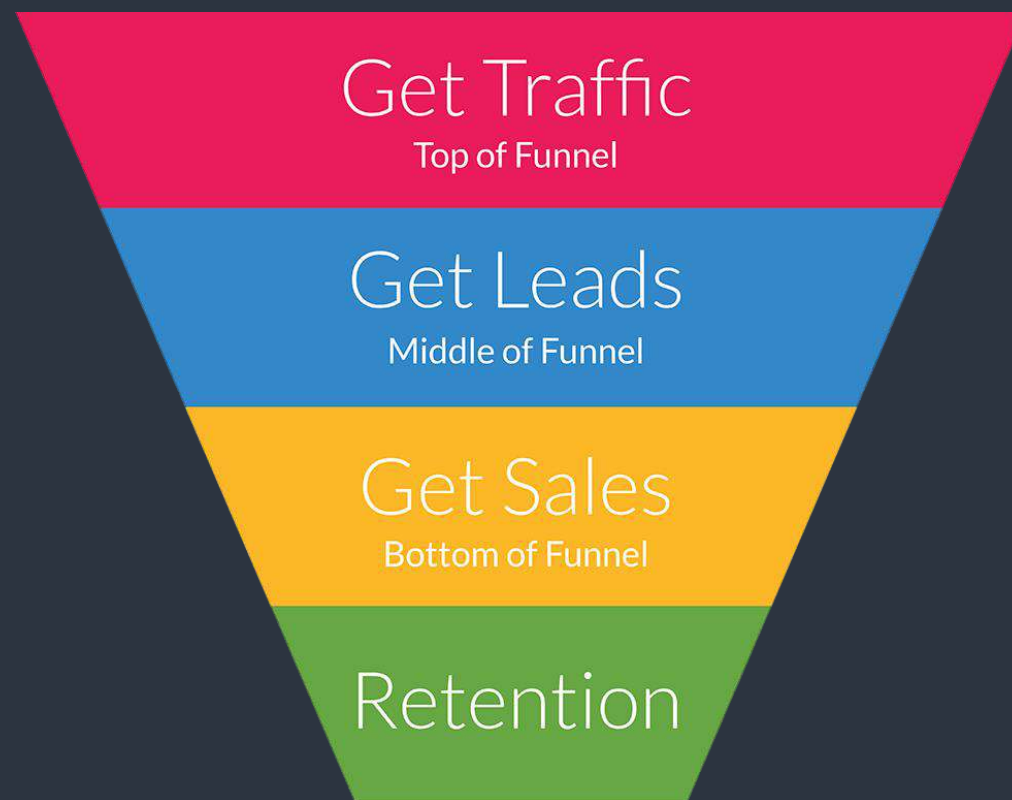 Get Traffic
Top of Funnel
Get Leads
Middle of Funnel
Get Sales
Bottom of Funnel
Retention